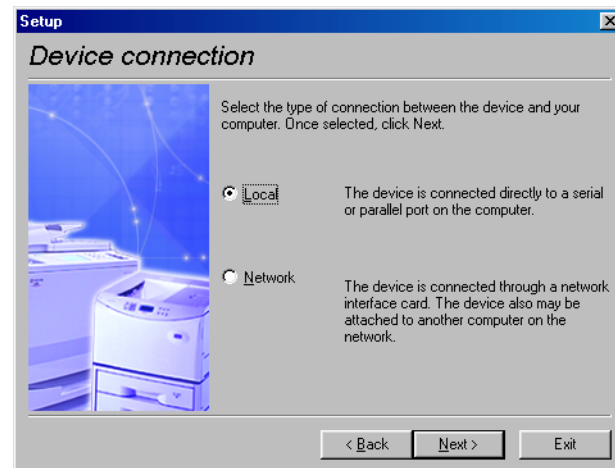 Setup
Device connection
Select the type of connection between the device and your
computer. Once selected, click Next.
Local
The device is connected directly to a serial
or parallel port on the computer.
Network
The device is connected through a network
interface card. The device also may be
attached to another computer on the
network.
< Back
Next >
Exit